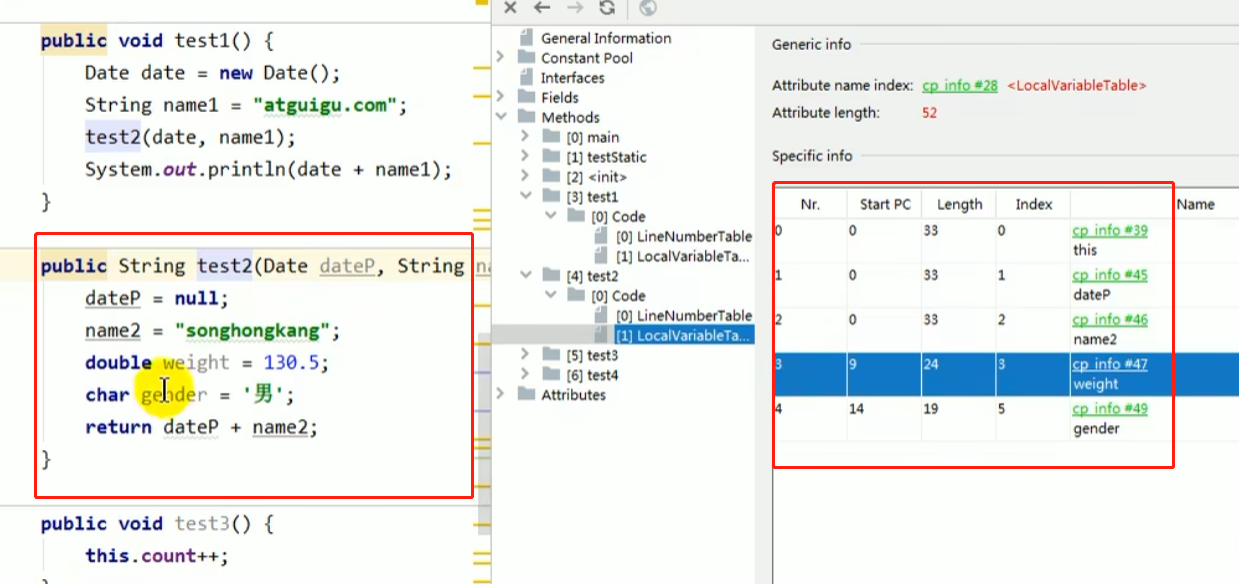 public void test1() {
Date date = new Date();
String name1 = "atguigu.com";
test2(date, name1);
System.out.println(date + name1);
}
public String test2(Date dateP, String na
dateP = null;
name2 = "songhongkang";
double weight = 130.5;
char gender = '男';
return dateP + name2;
}
public void test3() {
this.count++;
General Information
Constant Pool
Interfaces
Fields
Methods
[0] main
[1] testStatic
[2] <init>
[3] test1
[0] Code
[0] LineNumberTable
[1] LocalVariableTa...
[4] test2
[0] Code
[0] LineNumberTable
[1] LocalVariableTa...
[5] test3
[6] test4
Attributes
Generic info
Attribute name index: cp info #28 <LocalVariableTable>
Attribute length: 52
Specific info
Nr. Start PC Length Index Name
0 0 33 0 cp info #39
this
1 0 33 1 cp info #45
dateP
2 0 33 2 cp info #46
name2
3 9 24 3 cp info #47
weight
4 14 19 5 cp info #49
gender